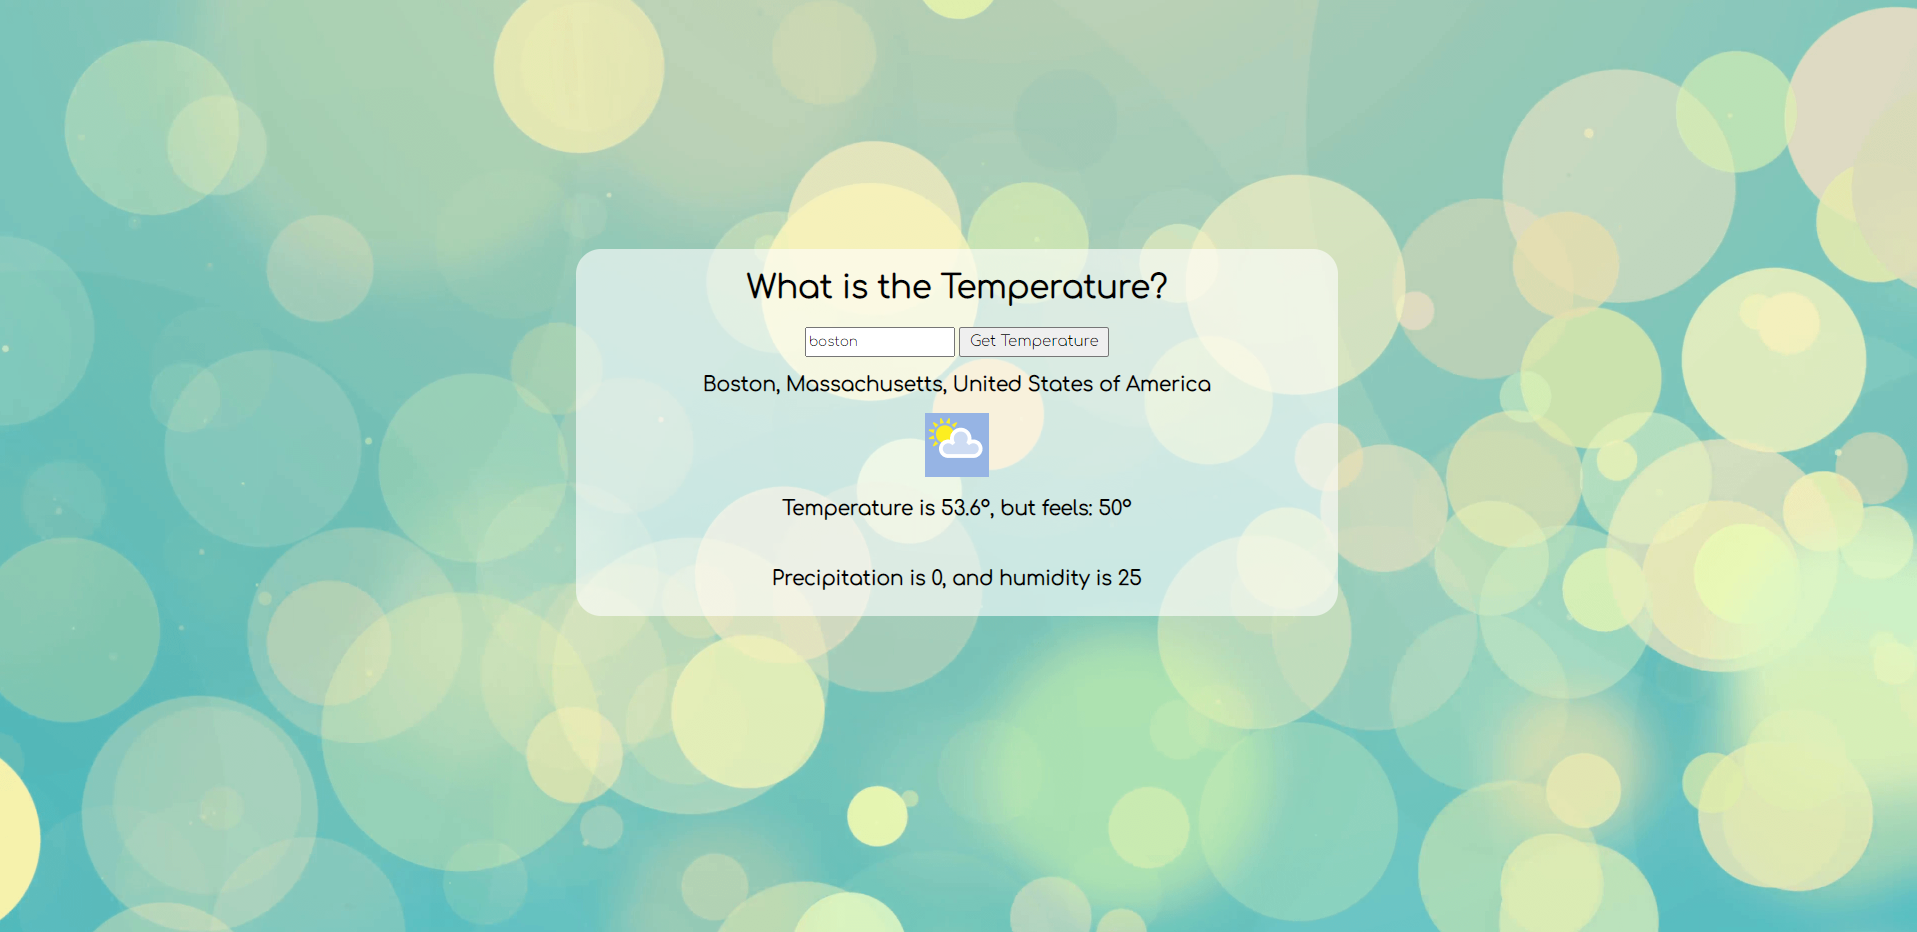 What is the Temperature?
boston Get Temperature
Boston, Massachusetts, United States of America
Temperature is 53.6°, but feels: 50°
Precipitation is 0, and humidity is 25